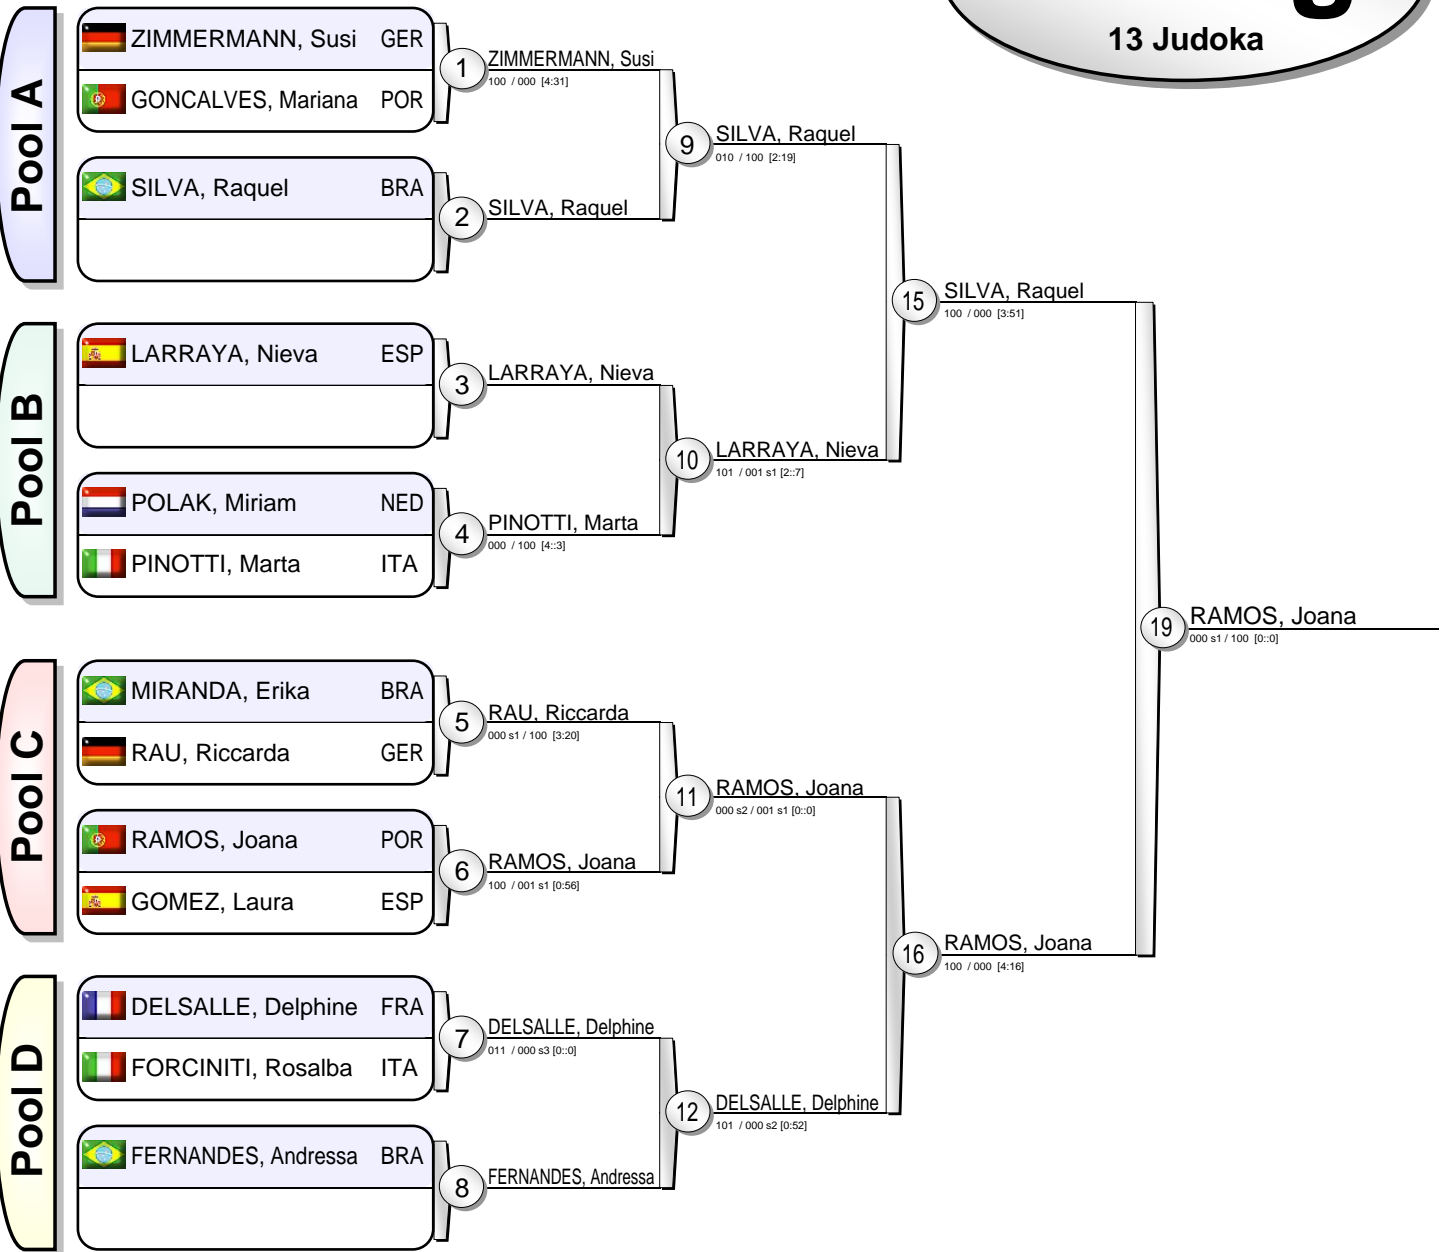 13 Judoka
Pool A
ZIMMERMANN, Susi GER
GONCALVES, Mariana POR
SILVA, Raquel BRA
1
ZIMMERMANN, Susi
100 / 000 [4:31]
2
SILVA, Raquel
9
SILVA, Raquel
010 / 100 [2:19]
Pool B
LARRAYA, Nieva ESP
POLAK, Miriam NED
PINOTTI, Marta ITA
3
LARRAYA, Nieva
4
PINOTTI, Marta
000 / 100 [4::3]
10
LARRAYA, Nieva
101 / 001 s1 [2::7]
15
SILVA, Raquel
100 / 000 [3:51]
Pool C
MIRANDA, Erika BRA
RAU, Riccarda GER
RAMOS, Joana POR
GOMEZ, Laura ESP
5
RAU, Riccarda
000 s1 / 100 [3:20]
6
RAMOS, Joana
100 / 001 s1 [0:56]
11
RAMOS, Joana
000 s2 / 001 s1 [0::0]
Pool D
DELSALLE, Delphine FRA
FORCINITI, Rosalba ITA
FERNANDES, Andressa BRA
7
DELSALLE, Delphine
011 / 000 s3 [0::0]
8
FERNANDES, Andressa
12
DELSALLE, Delphine
101 / 000 s2 [0:52]
16
RAMOS, Joana
100 / 000 [4:16]
19
RAMOS, Joana
000 s1 / 100 [0::0]